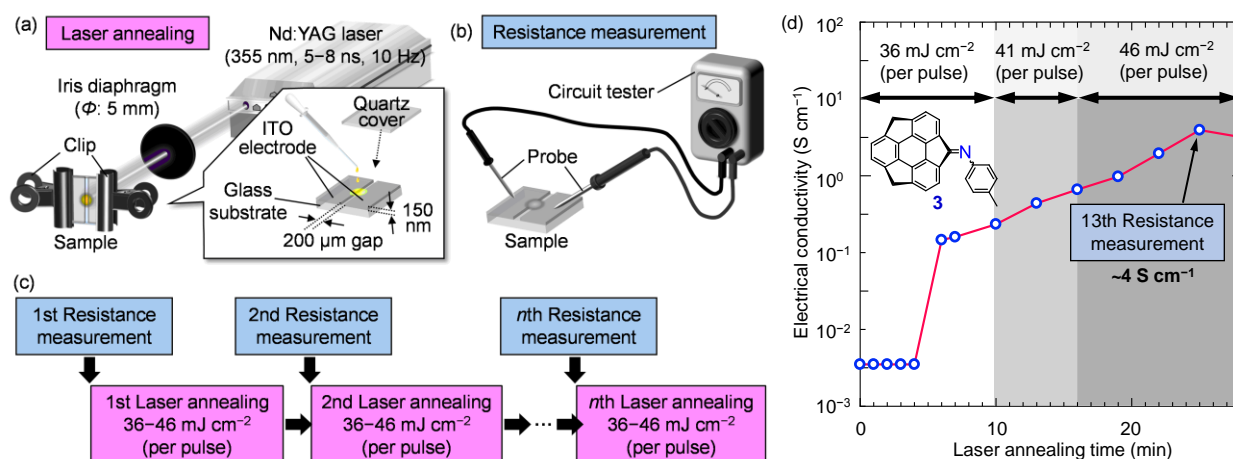 (a)
Laser annealing
Nd:YAG laser
(355 nm, 5–8 ns, 10 Hz)
Iris diaphragm
(Φ: 5 mm)
Clip
Sample
Quartz
cover
ITO
electrode
Glass
substrate
200 μm gap
150
nm
(b)
Resistance measurement
Circuit tester
Probe
Sample
(c)
1st Resistance
measurement
2nd Resistance
measurement
nth Resistance
measurement
1st Laser annealing
36–46 mJ cm⁻²
(per pulse)
2nd Laser annealing
36–46 mJ cm⁻²
(per pulse)
...
nth Laser annealing
36–46 mJ cm⁻²
(per pulse)
(d)
36 mJ cm⁻²
(per pulse)
41 mJ cm⁻²
(per pulse)
46 mJ cm⁻²
(per pulse)
Electrical conductivity (S cm⁻¹)
10²
10¹
10⁰
10⁻¹
10⁻²
10⁻³
N
3
13th Resistance
measurement
~4 S cm⁻¹
0 10 20
Laser annealing time (min)